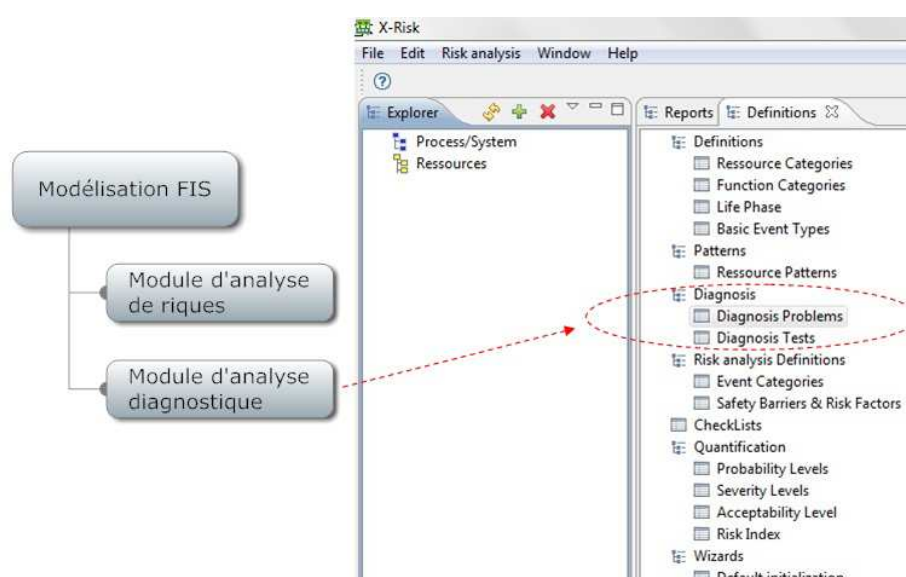 X-Risk
File Edit Risk analysis Window Help
Explorer
Reports
Definitions
Process/System
Ressources
Definitions
Ressource Categories
Function Categories
Life Phase
Basic Event Types
Patterns
Ressource Patterns
Diagnosis
Diagnosis Problems
Diagnosis Tests
Risk analysis Definitions
Event Categories
Safety Barriers & Risk Factors
CheckLists
Quantification
Probability Levels
Severity Levels
Acceptability Level
Risk Index
Wizards
Default initialization
Modélisation FIS
Module d'analyse
de riques
Module d'analyse
diagnostique